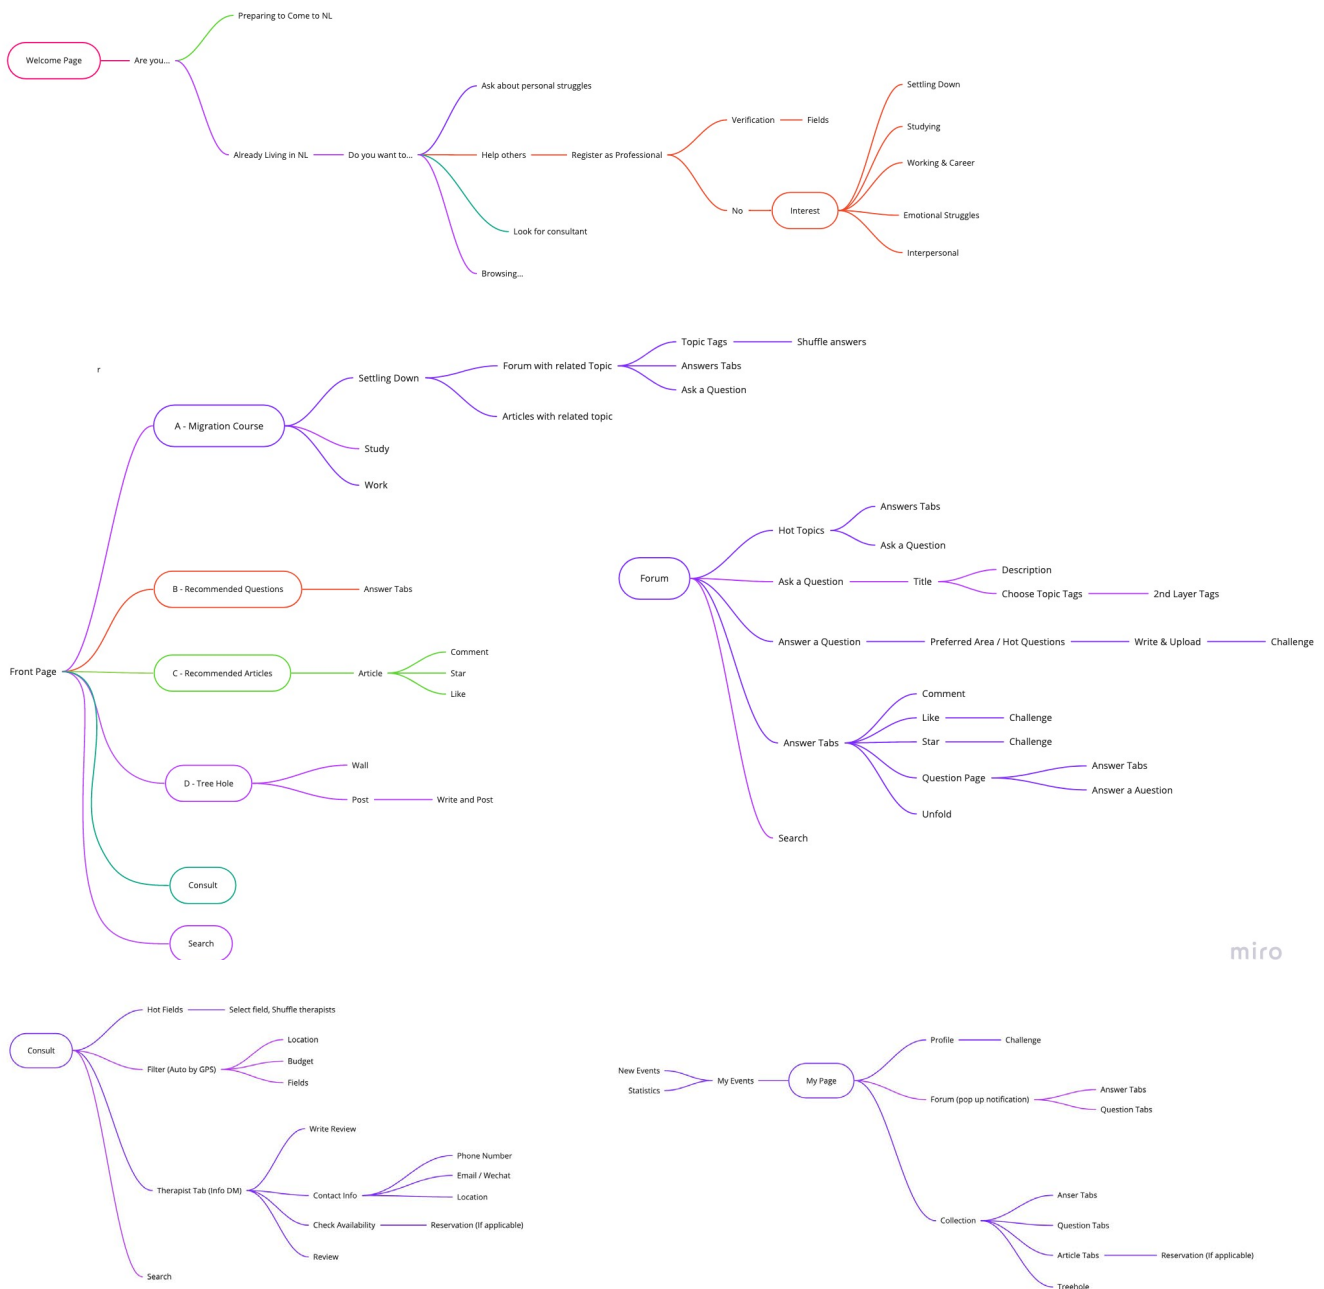 Preparing to Come to NL
Welcome Page
Are you...
Ask about personal struggles
Settling Down
Verification
Fields
Studying
Already Living in NL
Do you want to...
Help others
Register as Professional
Working & Career
No
Interest
Emotional Struggles
Look for consultant
Interpersonal
Browsing...
r
Topic Tags
Shuffle answers
Forum with related Topic
Answers Tabs
Settling Down
Ask a Question
Articles with related topic
A - Migration Course
Study
Work
B - Recommended Questions
Answer Tabs
Front Page
C - Recommended Articles
Article
Comment
Star
Like
D - Tree Hole
Wall
Post
Write and Post
Consult
Search
Forum
Hot Topics
Answers Tabs
Ask a Question
Ask a Question
Title
Description
Choose Topic Tags
2nd Layer Tags
Answer a Question
Preferred Area / Hot Questions
Write & Upload
Challenge
Answer Tabs
Comment
Like
Challenge
Star
Challenge
Question Page
Answer Tabs
Answer a Auestion
Unfold
Search
miro
Consult
Hot Fields
Select field, Shuffle therapists
Filter (Auto by GPS)
Location
Budget
Fields
Therapist Tab (Info DM)
Write Review
Contact Info
Phone Number
Email / Wechat
Location
Check Availability
Reservation (If applicable)
Review
Search
New Events
Statistics
My Events
My Page
Profile
Challenge
Forum (pop up notification)
Answer Tabs
Question Tabs
Collection
Anser Tabs
Question Tabs
Article Tabs
Reservation (If applicable)
Treehole